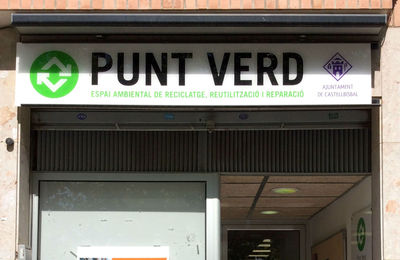 PUNT VERD
ESPAI AMBIENTAL DE RECICLATGE, REUTILITZACIÓ I REPARACIÓ
AJUNTAMENT
DE CASTELLBISBAL